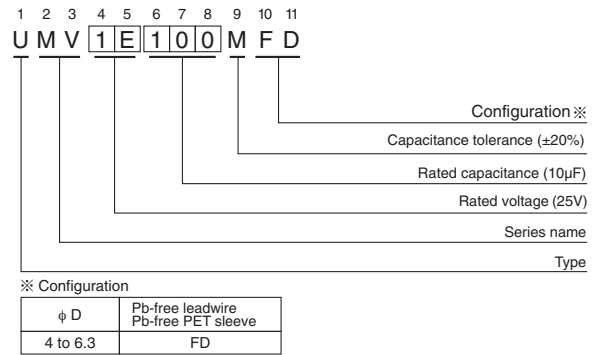 1 2 3 4 5 6 7 8 9 10 11
U M V 1 E 1 0 0 M F D
Configuration※
Capacitance tolerance (±20%)
Rated capacitance (10µF)
Rated voltage (25V)
Series name
Type
※ Configuration
ϕ D
Pb-free leadwire
Pb-free PET sleeve
4 to 6.3
FD